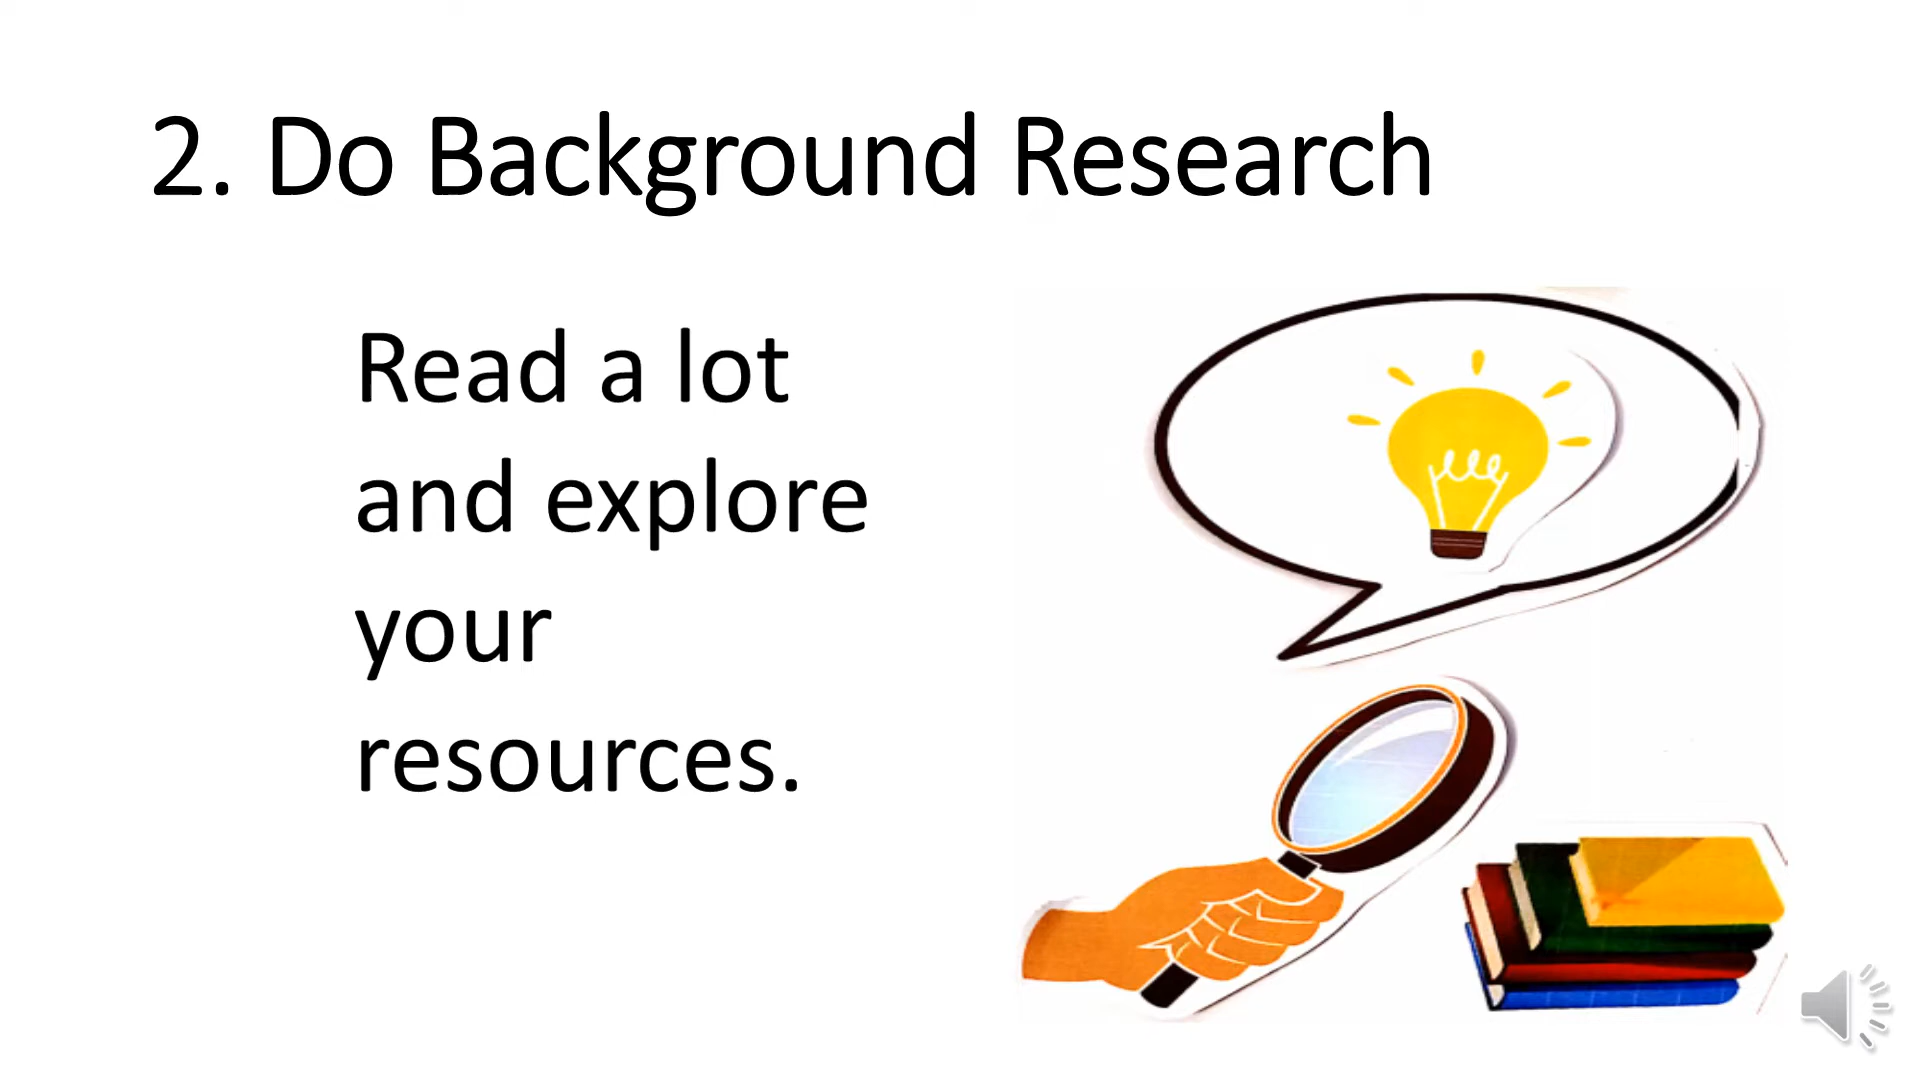 2. Do Background Research
Read a lot
and explore
your
resources.